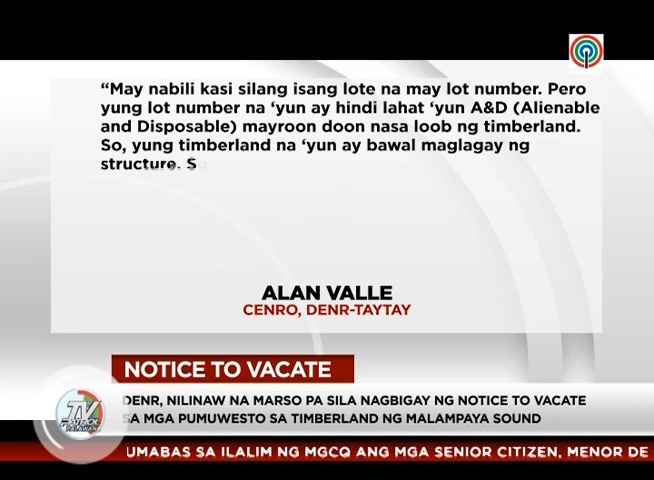 “May nabili kasi silang isang lote na may lot number. Pero
yung lot number na ‘yun ay hindi lahat ‘yun A&D (Alienable
and Disposable) mayroon doon nasa loob ng timberland.
So, yung timberland na ‘yun ay bawal maglagay ng
structure. S
ALAN VALLE
CENRO, DENR-TAYTAY
NOTICE TO VACATE
DENR, NILINAW NA MARSO PA SILA NAGBIGAY NG NOTICE TO VACATE
SA MGA PUMUWESTO SA TIMBERLAND NG MALAMPAYA SOUND
TV
PATROL
PALAWAN
UMABAS SA ILALIM NG MGCQ ANG MGA SENIOR CITIZEN, MENOR DE